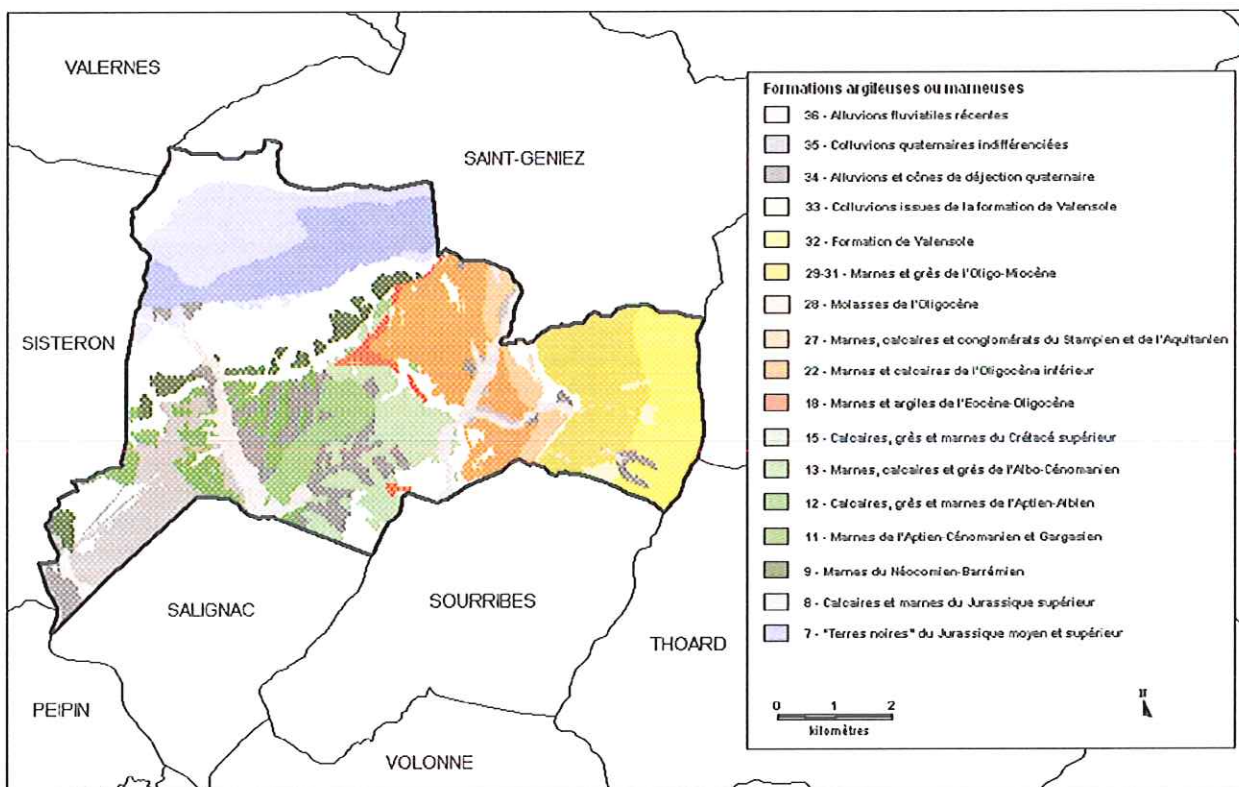 VALERNES
SAINT-GENIEZ
SISTERON
SALIGNAC
SOURRIBES
THOARD
PEIPIN
VOLONNE
Formations argileuses ou marneuses
36 - Alluvions fluviatiles récentes
35 - Colluvions quaternaires indifférenciées
34 - Alluvions et cônes de déjection quaternaire
33 - Colluvions issues de la formation de Valensole
32 - Formation de Valensole
29-31 - Marnes et grès de l'Oligo-Miocène
28 - Molasses de l'Oligocène
27 - Marnes, calcaires et conglomérats du Stampien et de l'Aquitanien
22 - Marnes et calcaires de l'Oligocène inférieur
18 - Marnes et argiles de l'Eocène-Oligocène
15 - Calcaires, grès et marnes du Crétacé supérieur
13 - Marnes, calcaires et grès de l'Albo-Cénomanien
12 - Calcaires, grès et marnes de l'Aptien-Albien
11 - Marnes de l'Aptien-Cénomanien et Gargasien
9 - Marnes du Néocomien-Barrémien
8 - Calcaires et marnes du Jurassique supérieur
7 - "Terres noires" du Jurassique moyen et supérieur
0 1 2
kilomètres
N